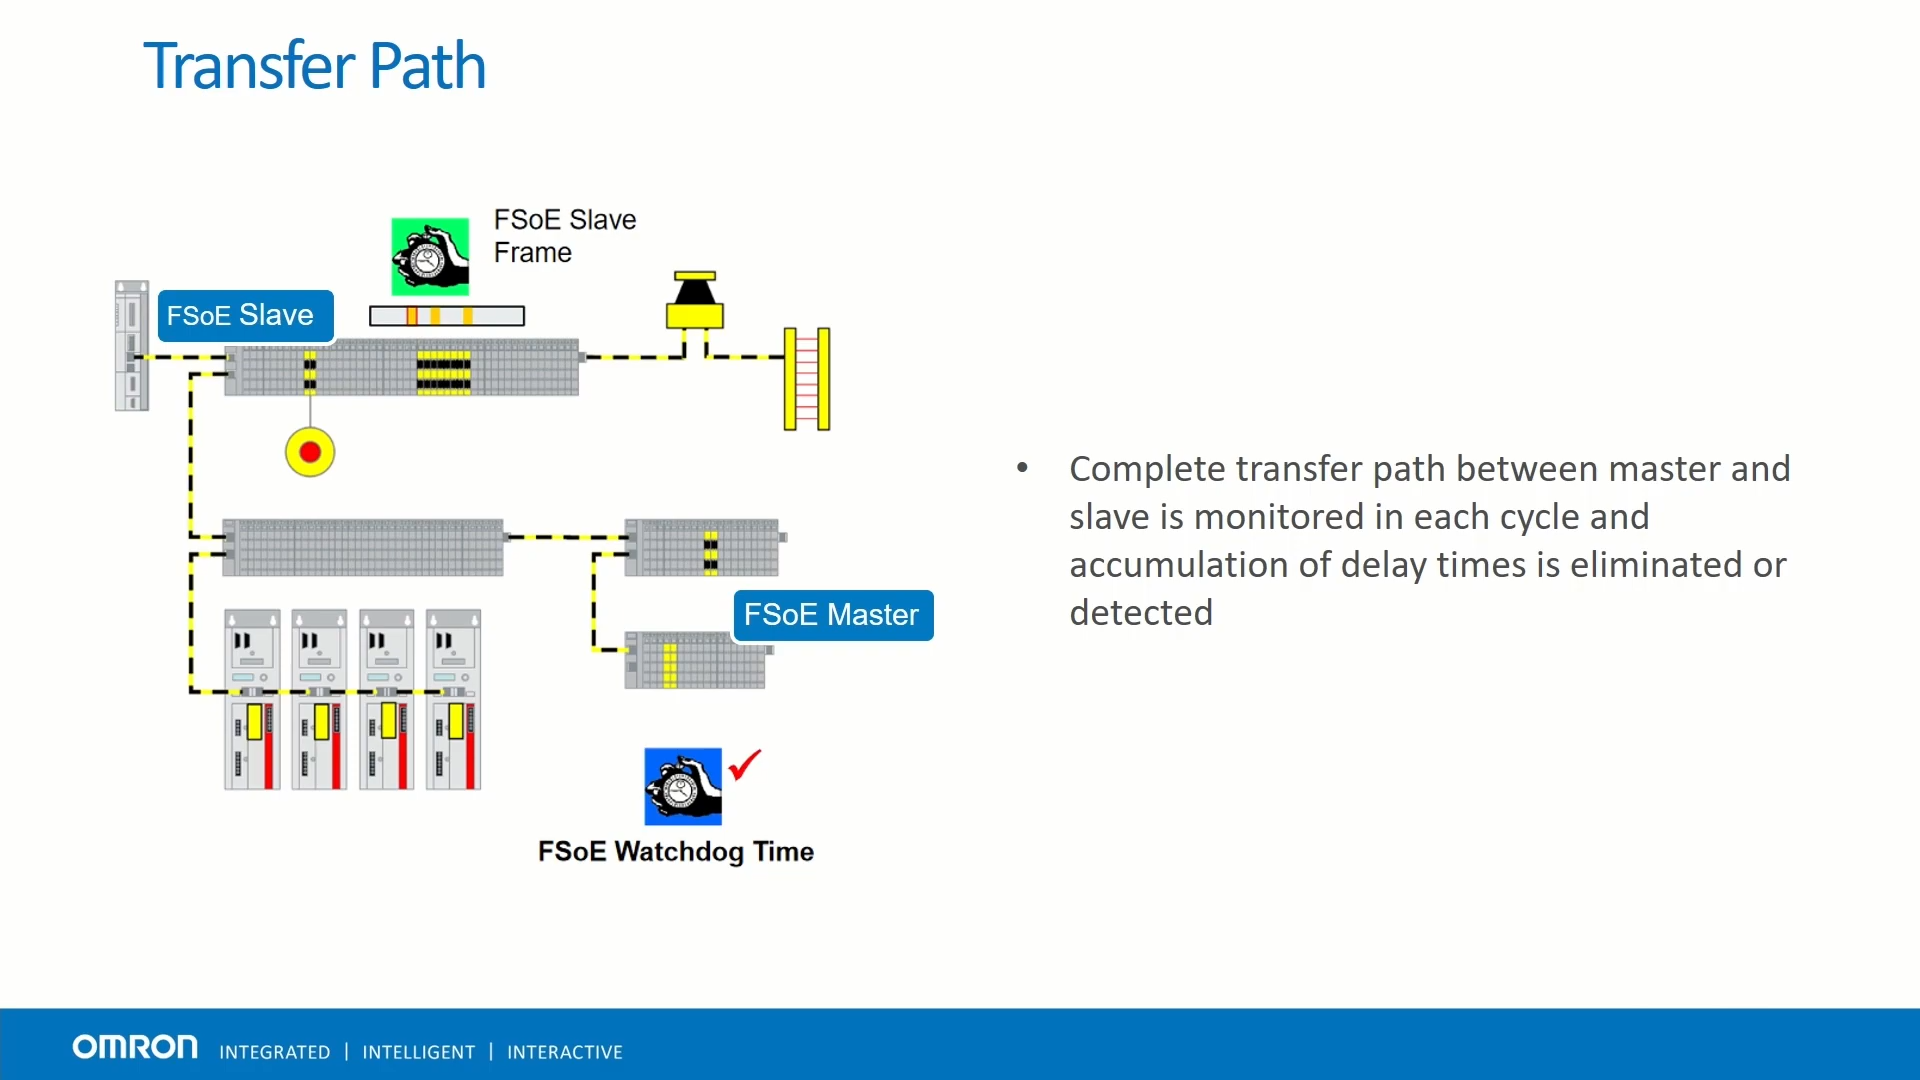 Transfer Path
FSoE Slave
Frame
FSoE Slave
FSoE Master
FSoE Watchdog Time
• Complete transfer path between master and
slave is monitored in each cycle and
accumulation of delay times is eliminated or
detected
OMRON INTEGRATED | INTELLIGENT | INTERACTIVE